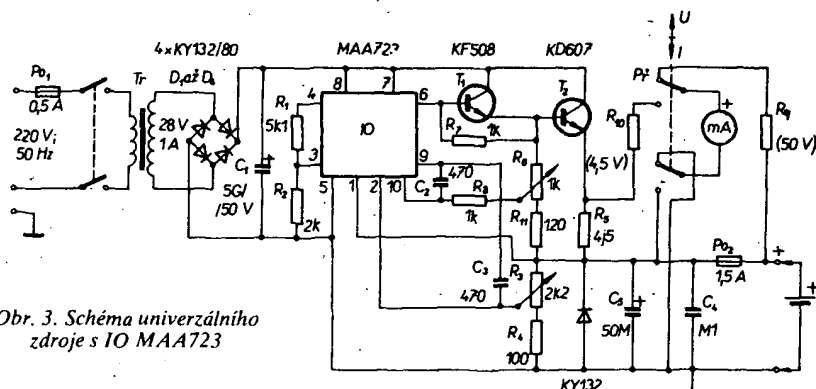 4×KY132/80
MAA723
KF508
KD607
U
I
Po₁
0,5 A
Tr
D₁až D₄
8
7
T₁
T₂
Př
+
mA
R₉
(50 V)
220 V;
50 Hz
28 V
1 A
R₁
5k1
4
IO
6
R₇
1k
R₁₀
(4,5 V)
C₁
5G/
/50 V
+
3
R₂
2k
5
1
2
10
9
C₂
470
R₈
1k
R₆
1k
R₁₁
120
R₅
4j5
C₃
470
R₃
2k2
R₄
100
KY132
C₅
50M
+
C₄
M1
Po₂
1,5 A
+
+
-
Obr. 3. Schéma univerzálního
zdroje s IO MAA723